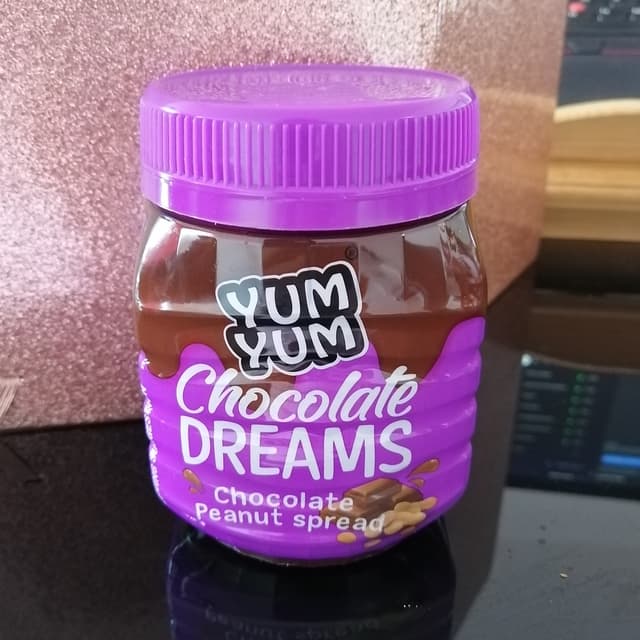 YUM
YUM
®
Chocolate
DREAMS
Chocolate
Peanut spread